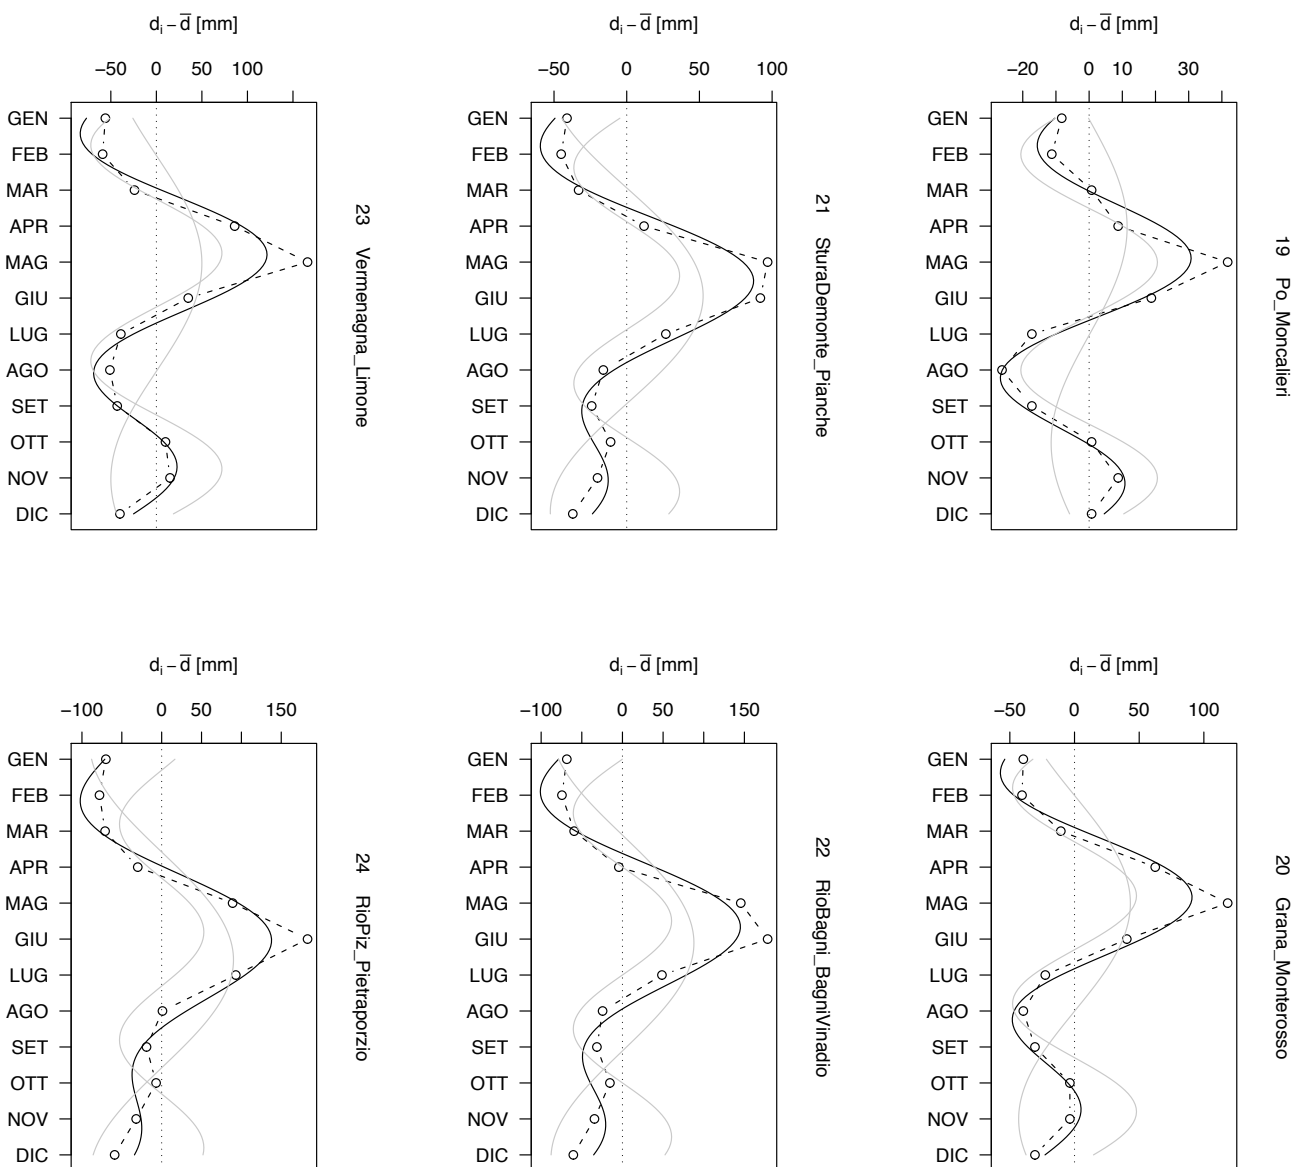 dᵢ − d̅ [mm]
−50 0 50 100
GEN
FEB
MAR
APR
MAG
GIU
LUG
AGO
SET
OTT
NOV
DIC
23 Vermenagna_Limone
dᵢ − d̅ [mm]
−50 0 50 100
GEN
FEB
MAR
APR
MAG
GIU
LUG
AGO
SET
OTT
NOV
DIC
21 SturaDemonte_Pianche
dᵢ − d̅ [mm]
−20 0 10 30
GEN
FEB
MAR
APR
MAG
GIU
LUG
AGO
SET
OTT
NOV
DIC
19 Po_Moncalieri
dᵢ − d̅ [mm]
−100 0 50 150
GEN
FEB
MAR
APR
MAG
GIU
LUG
AGO
SET
OTT
NOV
DIC
24 RioPiz_Pietraporzio
dᵢ − d̅ [mm]
−100 0 50 150
GEN
FEB
MAR
APR
MAG
GIU
LUG
AGO
SET
OTT
NOV
DIC
22 RioBagni_BagniVinadio
dᵢ − d̅ [mm]
−50 0 50 100
GEN
FEB
MAR
APR
MAG
GIU
LUG
AGO
SET
OTT
NOV
DIC
20 Grana_Monterosso